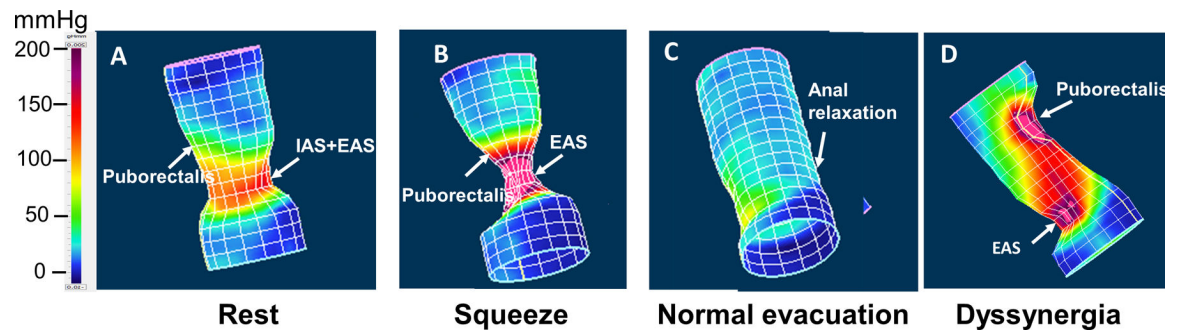 mmHg
200
150
100
50
0
A
Puborectalis
IAS+EAS
Rest
B
EAS
Puborectalis
Squeeze
C
Anal
relaxation
Normal evacuation
D
Puborectalis
EAS
Dyssynergia